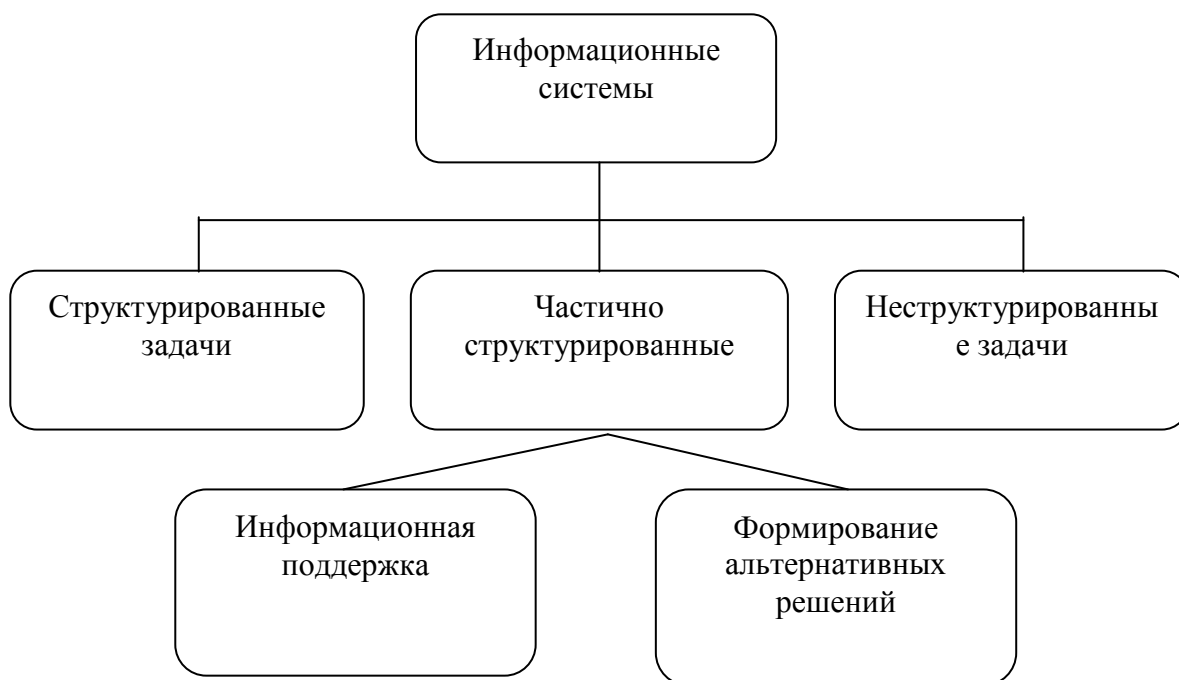 Информационные
системы
Структурированные
задачи
Частично
структурированные
Неструктурированны
е задачи
Информационная
поддержка
Формирование
альтернативных
решений